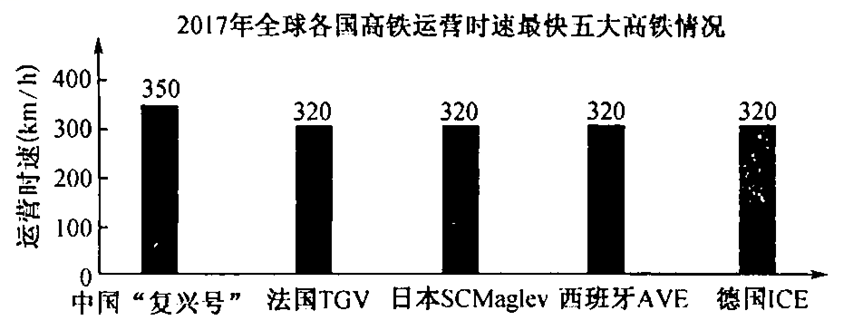 2017年全球各国高铁运营时速最快五大高铁情况
运营时速(km/h)
400
300
200
100
0
350
320
320
320
320
中国“复兴号”
法国TGV
日本SCMaglev
西班牙AVE
德国ICE